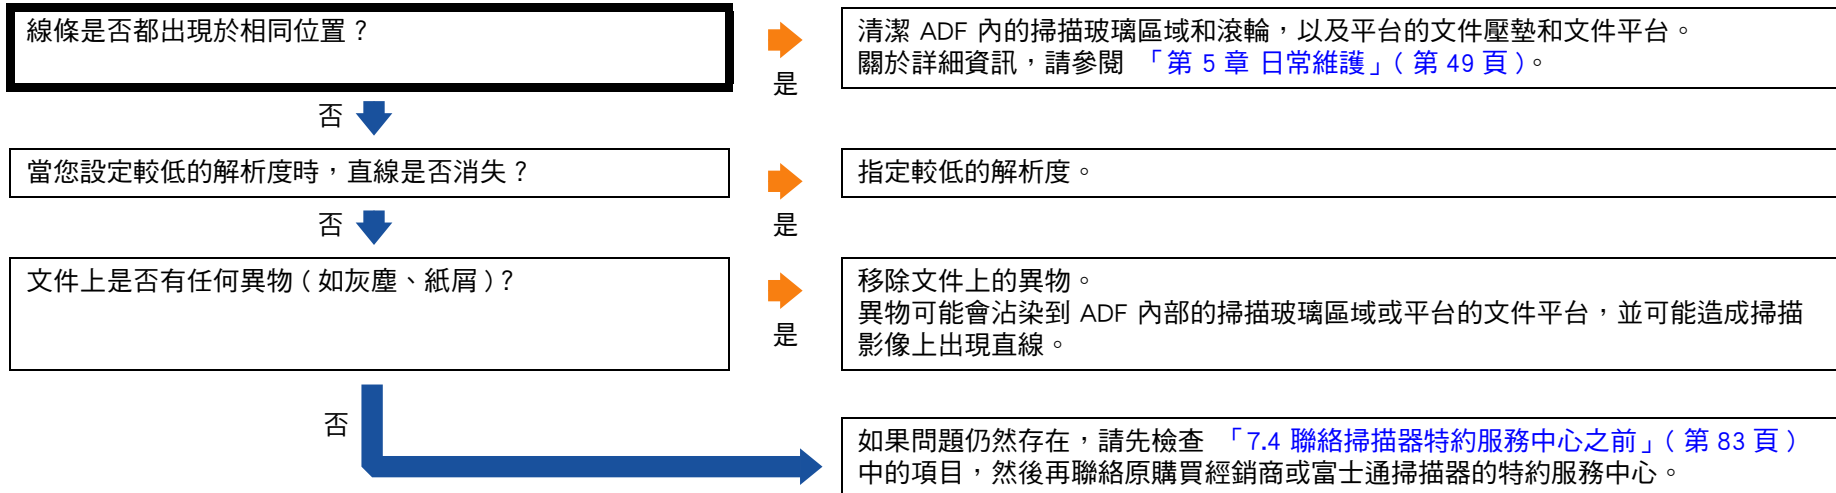 線條是否都出現於相同位置？
是
清潔 ADF 內的掃描玻璃區域和滾輪，以及平台的文件壓墊和文件平台。
關於詳細資訊，請參閱 「第 5 章 日常維護」( 第 49 頁 )。
否
當您設定較低的解析度時，直線是否消失？
是
指定較低的解析度。
否
文件上是否有任何異物 ( 如灰塵、紙屑 )？
是
移除文件上的異物。
異物可能會沾染到 ADF 內部的掃描玻璃區域或平台的文件平台，並可能造成掃描
影像上出現直線。
否
如果問題仍然存在，請先檢查 「7.4 聯絡掃描器特約服務中心之前」( 第 83 頁 )
中的項目，然後再聯絡原購買經銷商或富士通掃描器的特約服務中心。